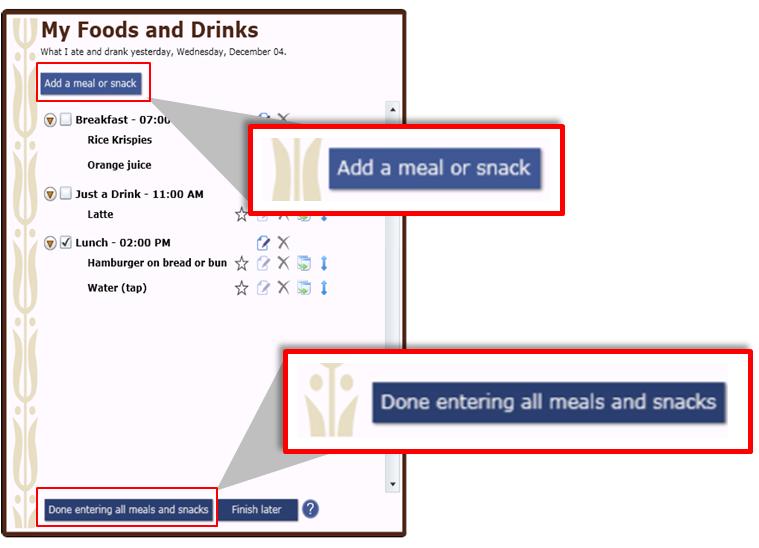 My Foods and Drinks
What I ate and drank yesterday, Wednesday, December 04.
Add a meal or snack
Breakfast - 07:00
Rice Krispies
Orange juice
Add a meal or snack
Just a Drink - 11:00 AM
Latte
Lunch - 02:00 PM
Hamburger on bread or bun
Water (tap)
Done entering all meals and snacks
Done entering all meals and snacks
Finish later
?